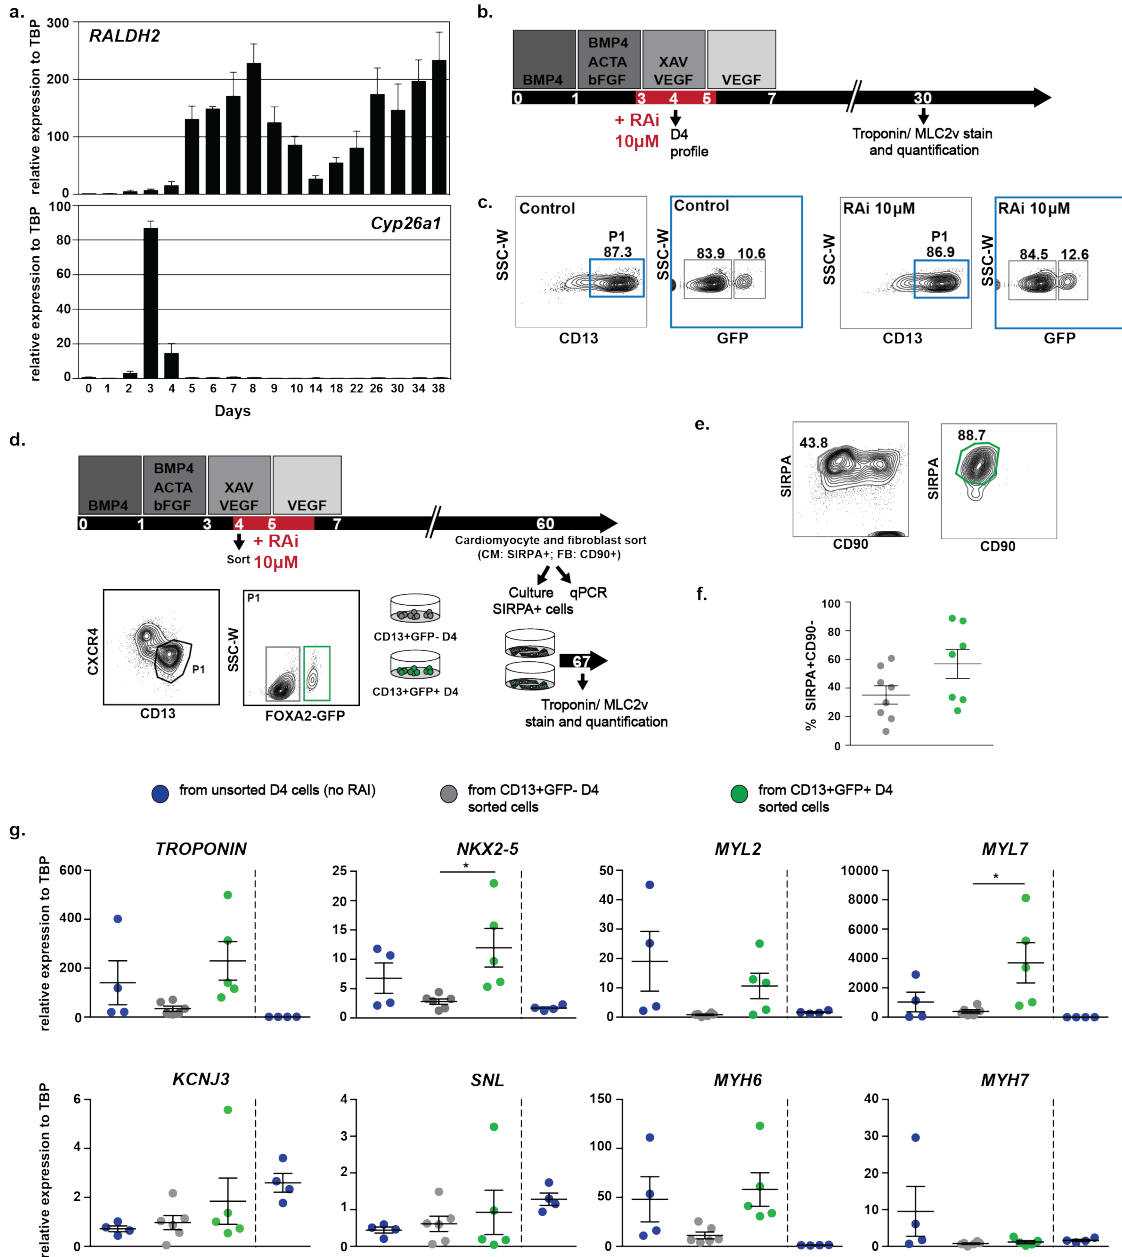 a.
relative expression to TBP
300
200
100
0
RALDH2
relative expression to TBP
100
80
60
40
20
0
Cyp26a1
0 1 2 3 4 5 6 7 8 9 10 14 18 22 26 30 34 38
Days
b.
BMP4
BMP4
ACTA
bFGF
XAV
VEGF
VEGF
0 1 3 4 5 7 30
+ RAi
10µM
D4
profile
Troponin/ MLC2v stain
and quantification
c.
SSC-W
Control
P1
87.3
CD13
SSC-W
Control
83.9 10.6
GFP
SSC-W
RAi 10µM
P1
86.9
CD13
SSC-W
RAi 10µM
84.5 12.6
GFP
d.
BMP4
BMP4
ACTA
bFGF
XAV
VEGF
VEGF
0 1 3 4 5 7 60
Sort
+ RAi
10µM
Cardiomyocyte and fibroblast sort
(CM: SIRPA+; FB: CD90+)
Culture
SIRPA+ cells
qPCR
67
Troponin/ MLC2v
stain and quantification
CXCR4
P1
CD13
SSC-W
P1
FOXA2-GFP
CD13+GFP- D4
CD13+GFP+ D4
e.
SIRPA
43.8
CD90
SIRPA
88.7
CD90
f.
% SIRPA+CD90-
100
80
60
40
20
0
from unsorted D4 cells (no RAI)
from CD13+GFP- D4
sorted cells
from CD13+GFP+ D4
sorted cells
g.
relative expression to TBP
TROPONIN
600
400
200
0
NKX2-5
25
20
15
10
5
0
*
MYL2
50
40
30
20
10
0
MYL7
10000
8000
6000
4000
2000
0
*
relative expression to TBP
KCNJ3
6
4
2
0
SNL
4
3
2
1
0
MYH6
150
100
50
0
MYH7
40
30
20
10
0